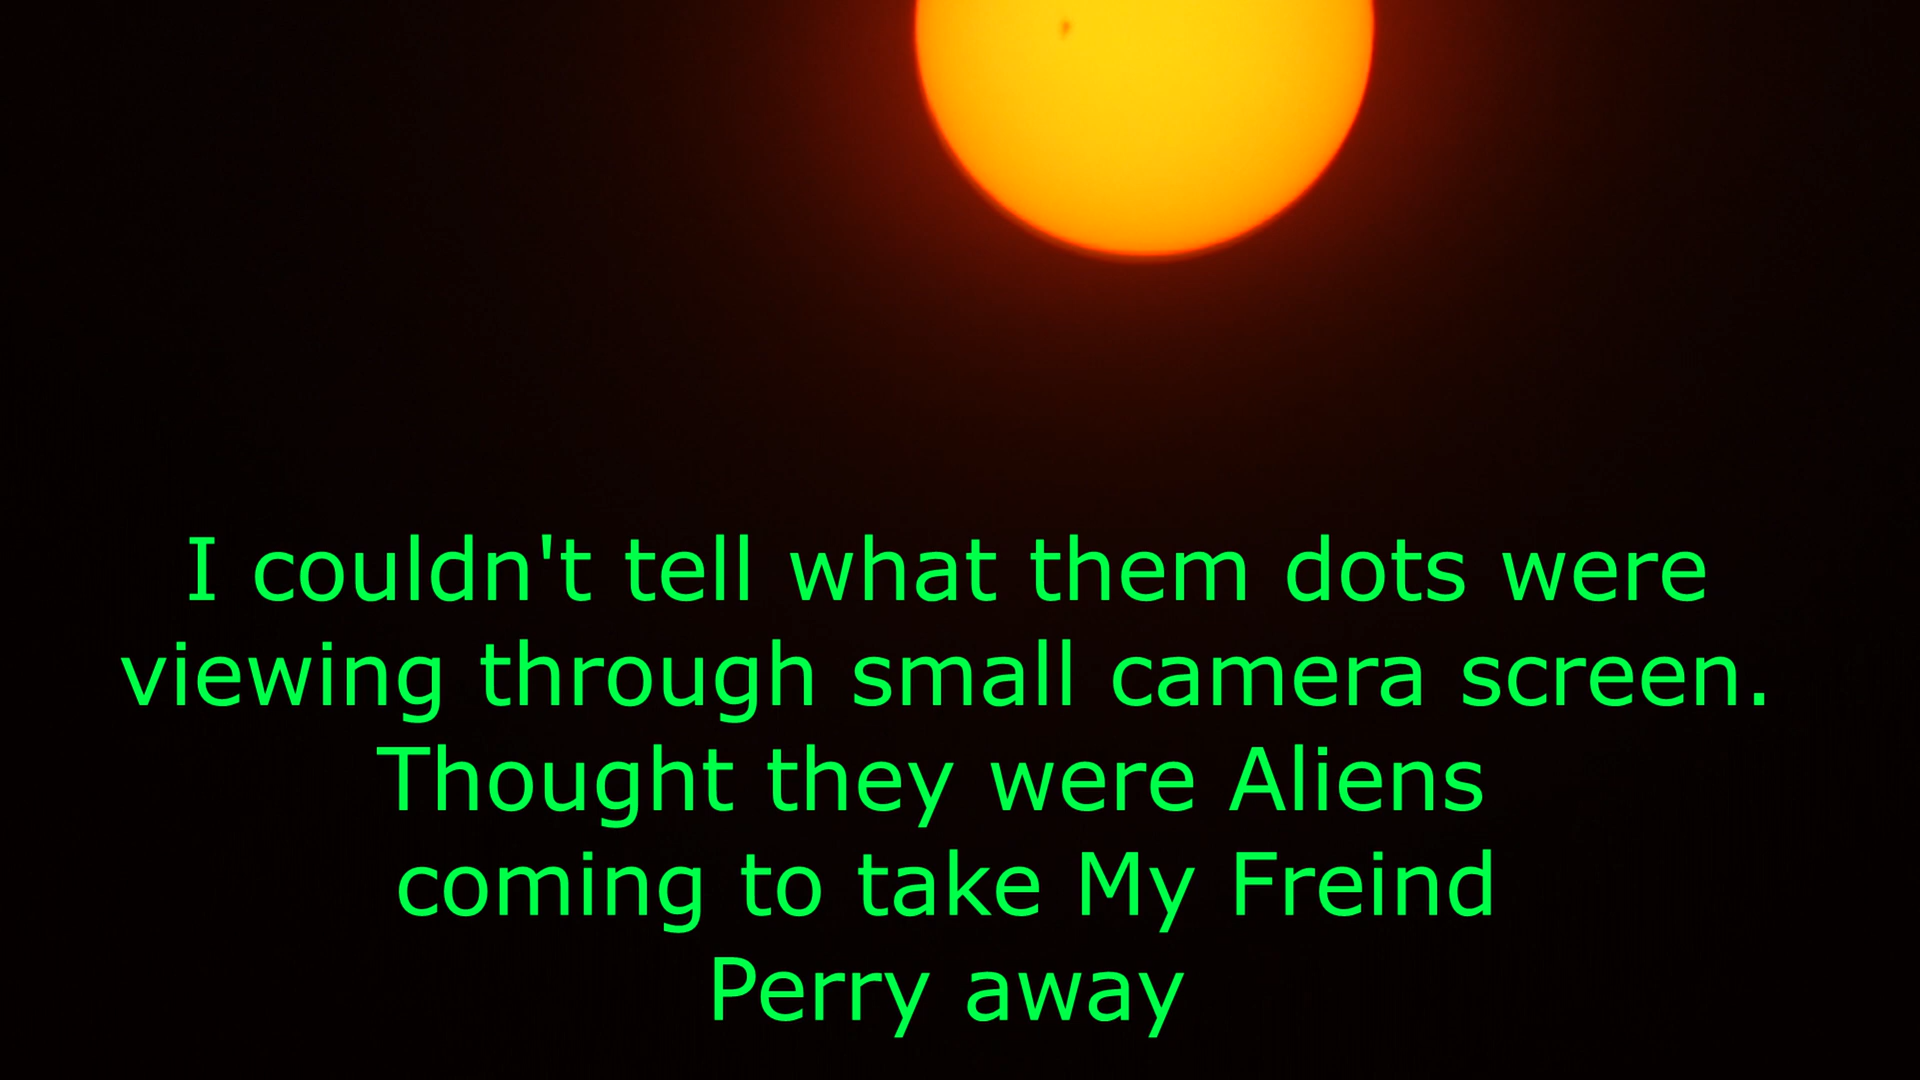 I couldn't tell what them dots were
viewing through small camera screen.
Thought they were Aliens
coming to take My Freind
Perry away